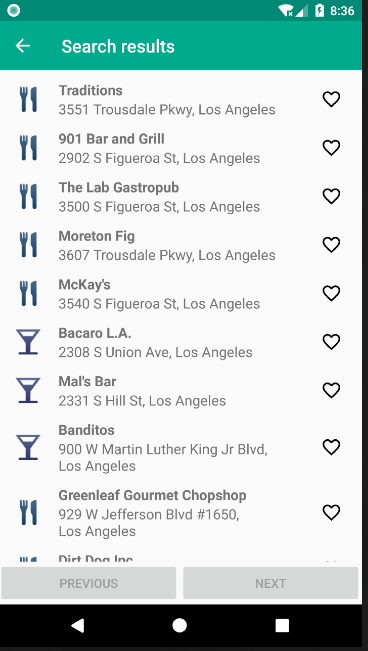 8:36
Search results
Traditions
3551 Trousdale Pkwy, Los Angeles
901 Bar and Grill
2902 S Figueroa St, Los Angeles
The Lab Gastropub
3500 S Figueroa St, Los Angeles
Moreton Fig
3607 Trousdale Pkwy, Los Angeles
McKay's
3540 S Figueroa St, Los Angeles
Bacaro L.A.
2308 S Union Ave, Los Angeles
Mal's Bar
2331 S Hill St, Los Angeles
Banditos
900 W Martin Luther King Jr Blvd,
Los Angeles
Greenleaf Gourmet Chopshop
929 W Jefferson Blvd #1650,
Los Angeles
Dirt Dog Inc
PREVIOUS
NEXT